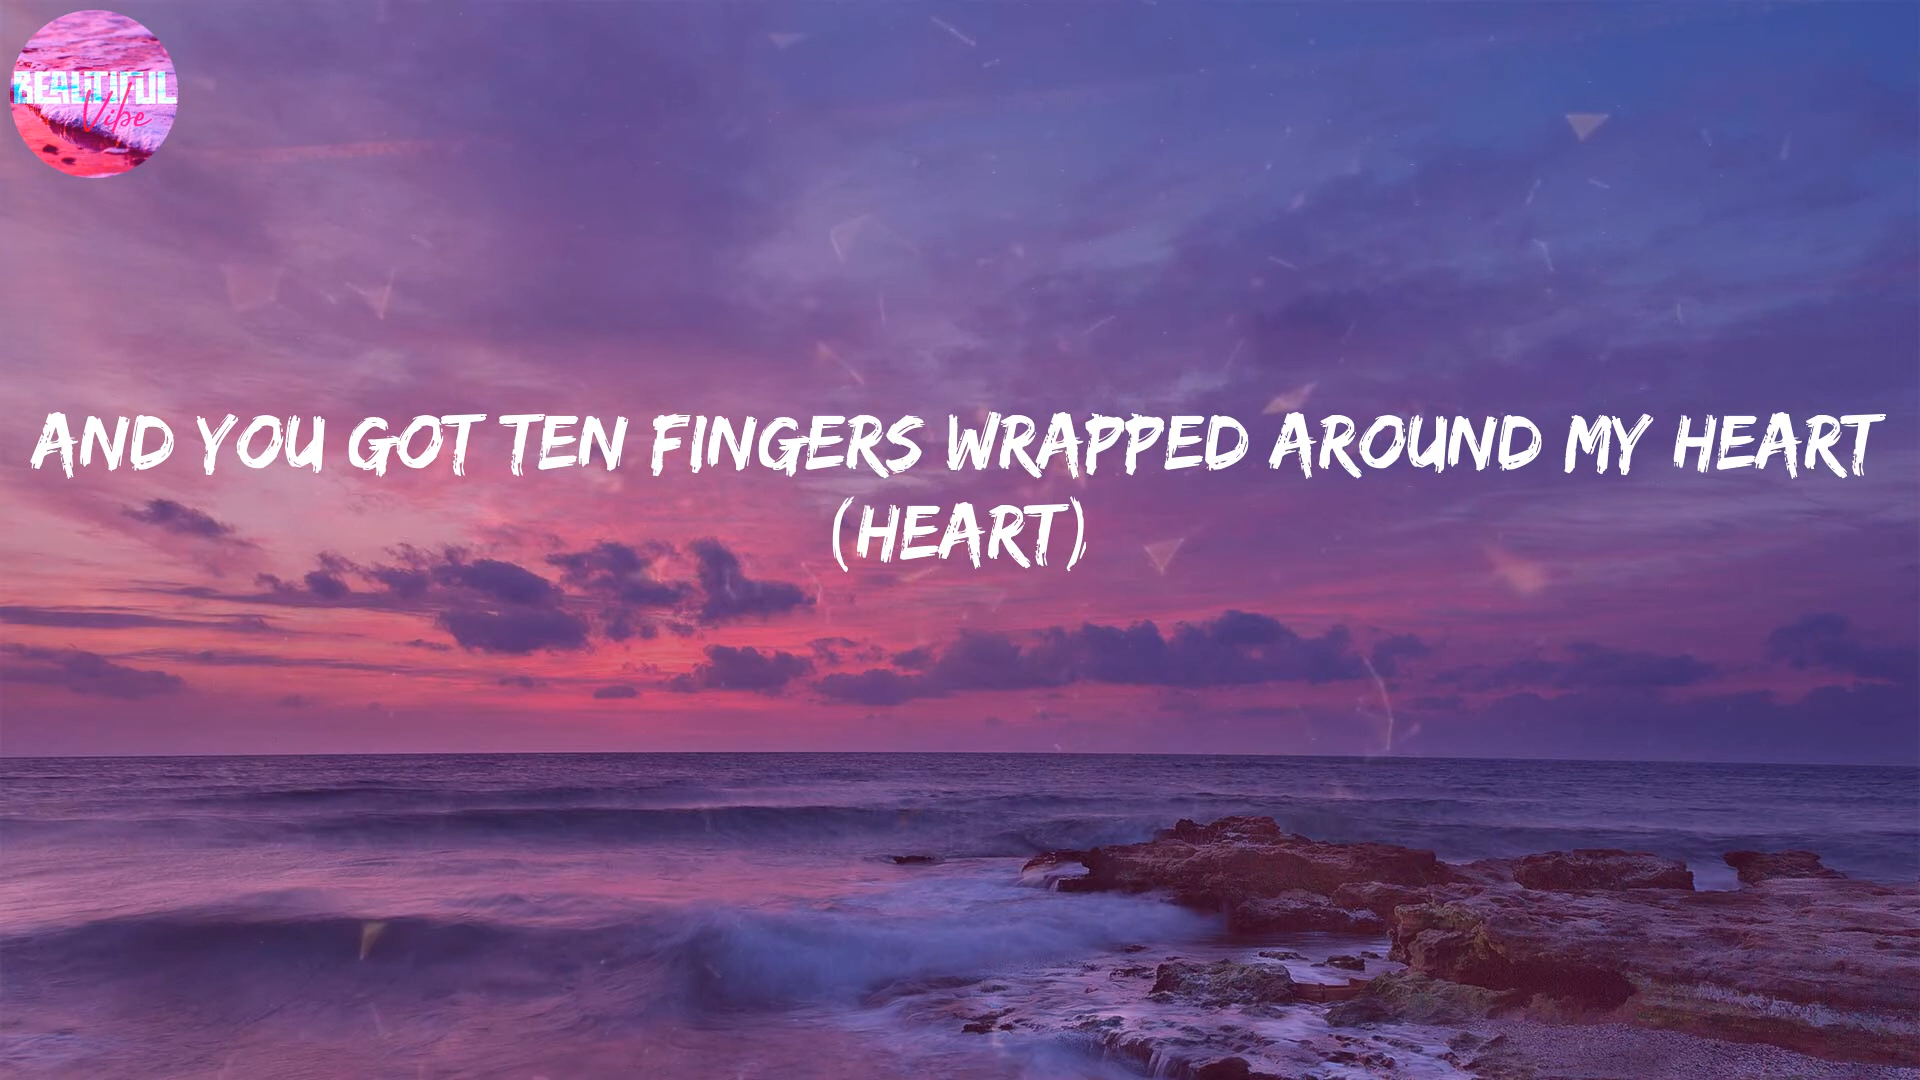 BEAUTIFUL
Vibe
AND YOU GOT TEN FINGERS WRAPPED AROUND MY HEART
(HEART)